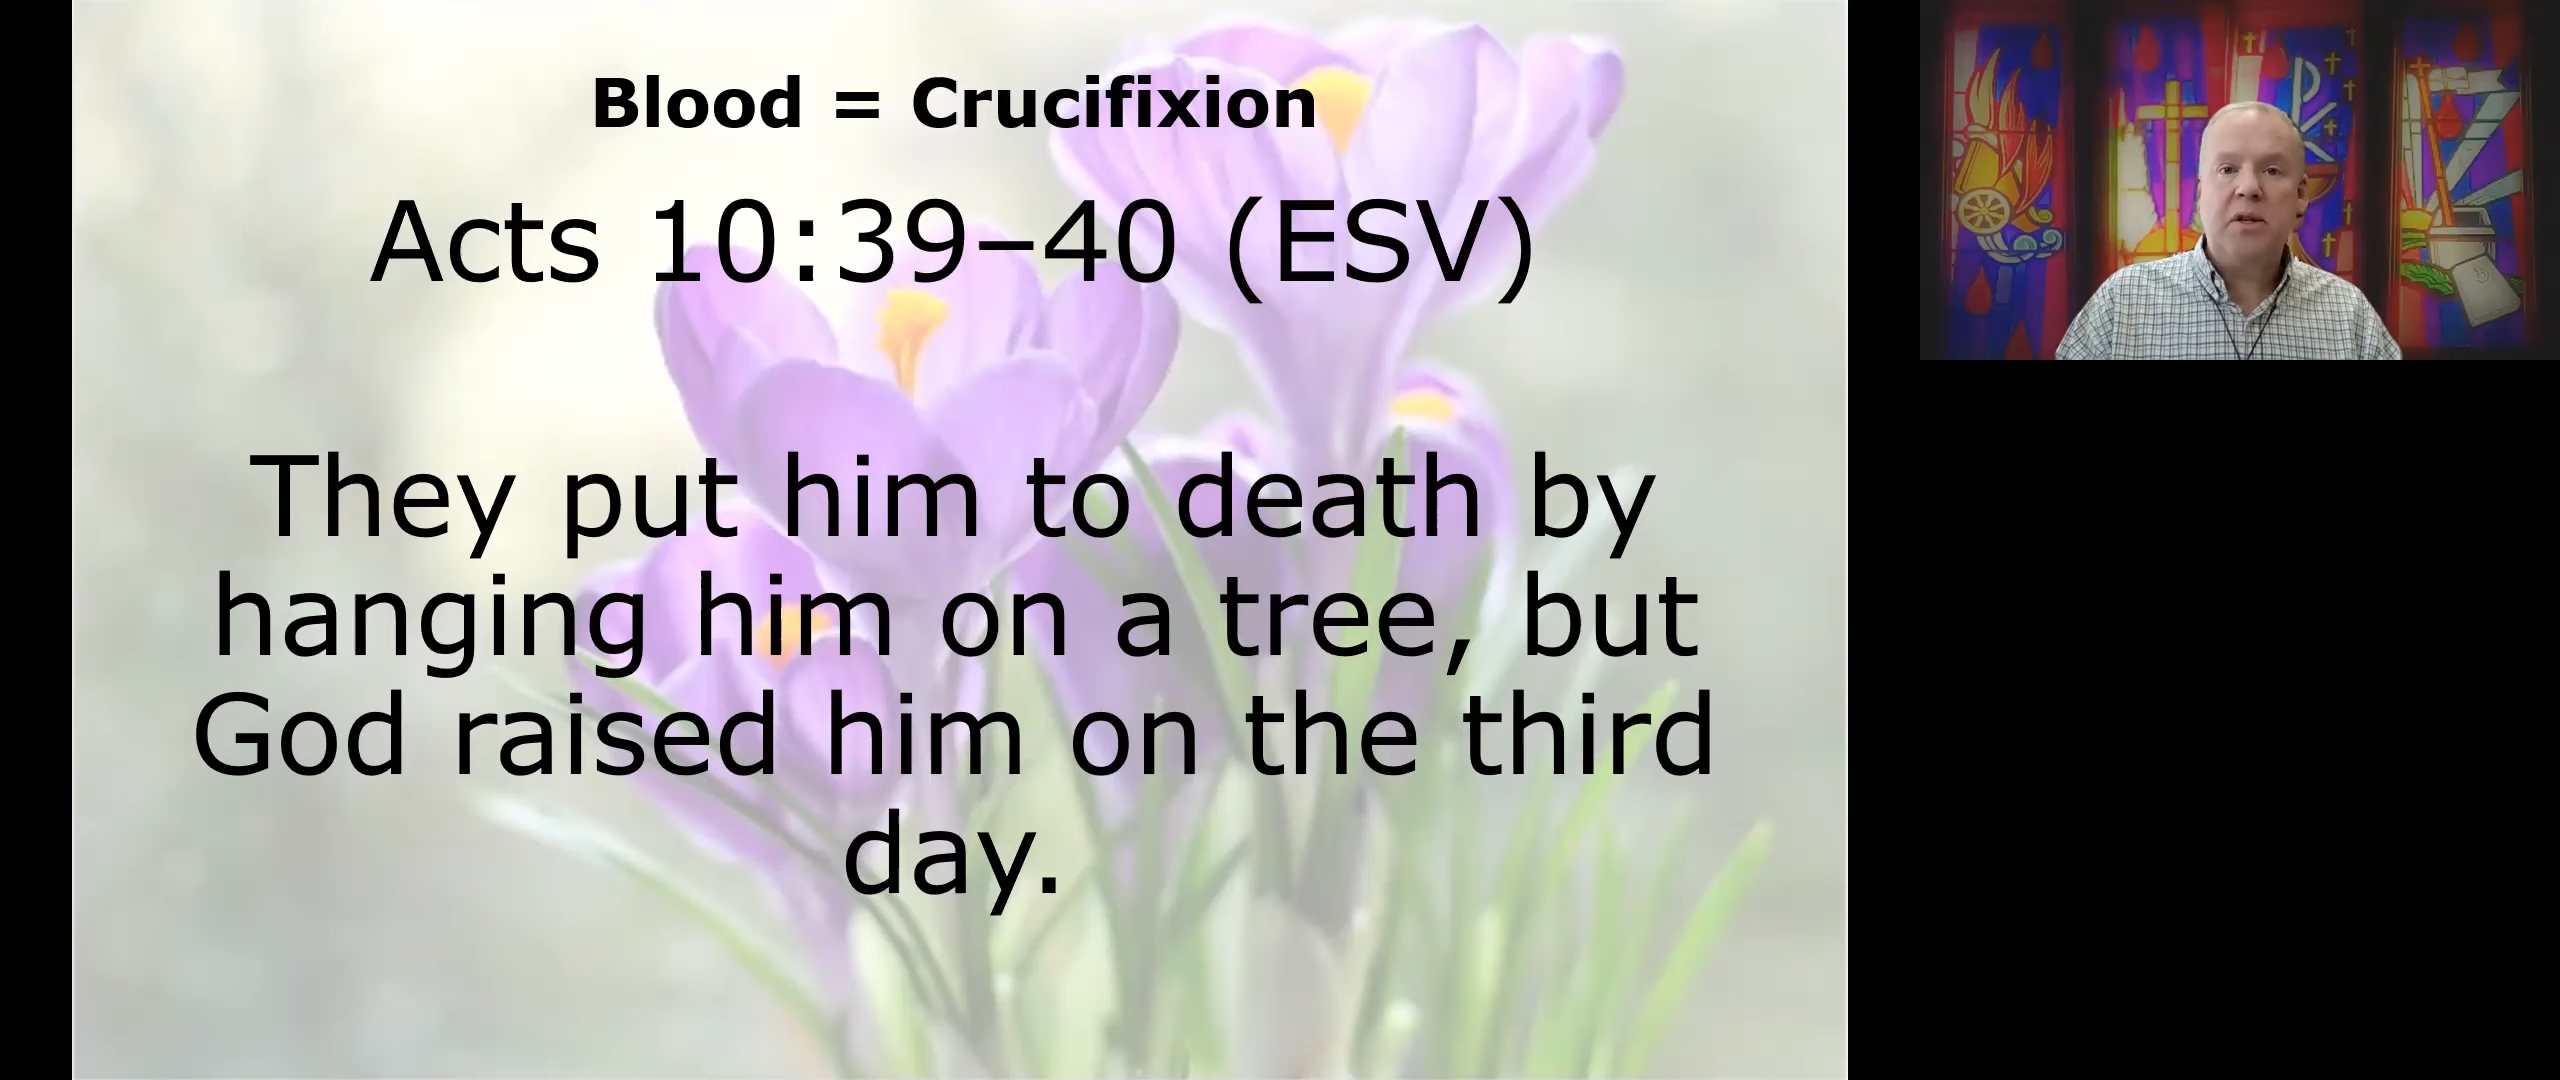 Blood = Crucifixion
Acts 10:39–40 (ESV)
They put him to death by
hanging him on a tree, but
God raised him on the third
day.